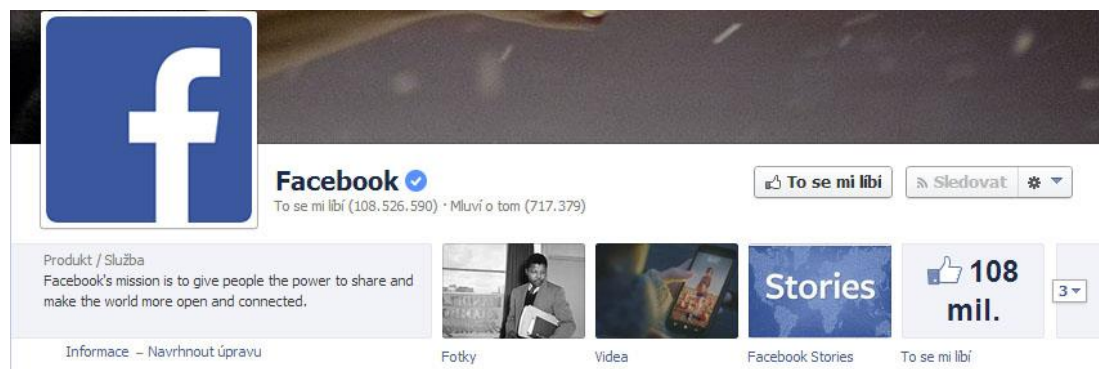 f
Facebook
To se mi líbí (108.526.590) · Mluví o tom (717.379)
To se mi líbí
Sledovat
Produkt / Služba
Facebook's mission is to give people the power to share and
make the world more open and connected.
Informace – Navrhnout úpravu
Fotky
Videa
Stories
Facebook Stories
108
mil.
To se mi líbí
3